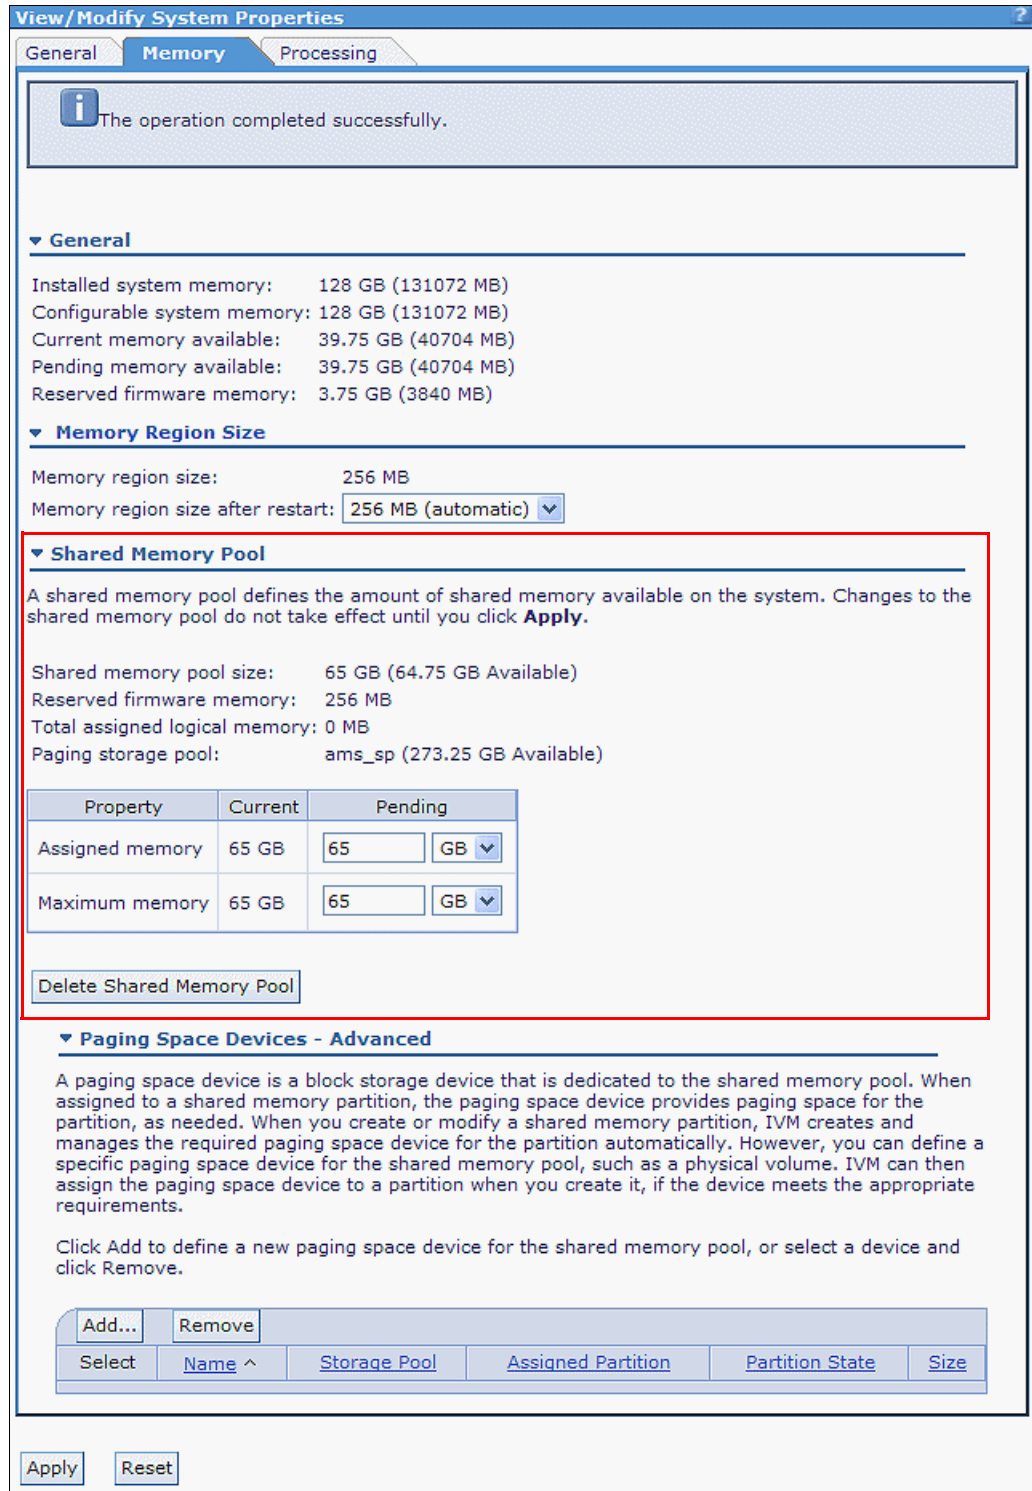 View/Modify System Properties ?
General Memory Processing
i The operation completed successfully.
General
Installed system memory: 128 GB (131072 MB)
Configurable system memory: 128 GB (131072 MB)
Current memory available: 39.75 GB (40704 MB)
Pending memory available: 39.75 GB (40704 MB)
Reserved firmware memory: 3.75 GB (3840 MB)
Memory Region Size
Memory region size: 256 MB
Memory region size after restart: 256 MB (automatic)
Shared Memory Pool
A shared memory pool defines the amount of shared memory available on the system. Changes to the
shared memory pool do not take effect until you click Apply.
Shared memory pool size: 65 GB (64.75 GB Available)
Reserved firmware memory: 256 MB
Total assigned logical memory: 0 MB
Paging storage pool: ams_sp (273.25 GB Available)
Property Current Pending
Assigned memory 65 GB 65 GB
Maximum memory 65 GB 65 GB
Delete Shared Memory Pool
Paging Space Devices - Advanced
A paging space device is a block storage device that is dedicated to the shared memory pool. When
assigned to a shared memory partition, the paging space device provides paging space for the
partition, as needed. When you create or modify a shared memory partition, IVM creates and
manages the required paging space device for the partition automatically. However, you can define a
specific paging space device for the shared memory pool, such as a physical volume. IVM can then
assign the paging space device to a partition when you create it, if the device meets the appropriate
requirements.
Click Add to define a new paging space device for the shared memory pool, or select a device and
click Remove.
Add... Remove
Select Name ^ Storage Pool Assigned Partition Partition State Size
Apply Reset